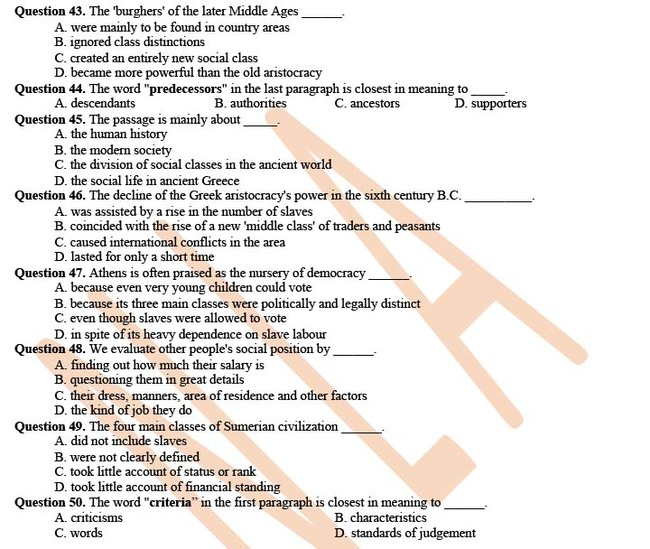 Question 43. The 'burghers' of the later Middle Ages _______.
A. were mainly to be found in country areas
B. ignored class distinctions
C. created an entirely new social class
D. became more powerful than the old aristocracy
Question 44. The word "predecessors" in the last paragraph is closest in meaning to ______.
A. descendants B. authorities C. ancestors D. supporters
Question 45. The passage is mainly about ______.
A. the human history
B. the modern society
C. the division of social classes in the ancient world
D. the social life in ancient Greece
Question 46. The decline of the Greek aristocracy's power in the sixth century B.C. ____________.
A. was assisted by a rise in the number of slaves
B. coincided with the rise of a new 'middle class' of traders and peasants
C. caused international conflicts in the area
D. lasted for only a short time
Question 47. Athens is often praised as the nursery of democracy _______.
A. because even very young children could vote
B. because its three main classes were politically and legally distinct
C. even though slaves were allowed to vote
D. in spite of its heavy dependence on slave labour
Question 48. We evaluate other people's social position by _______.
A. finding out how much their salary is
B. questioning them in great details
C. their dress, manners, area of residence and other factors
D. the kind of job they do
Question 49. The four main classes of Sumerian civilization _______.
A. did not include slaves
B. were not clearly defined
C. took little account of status or rank
D. took little account of financial standing
Question 50. The word "criteria" in the first paragraph is closest in meaning to _______.
A. criticisms B. characteristics
C. words D. standards of judgement